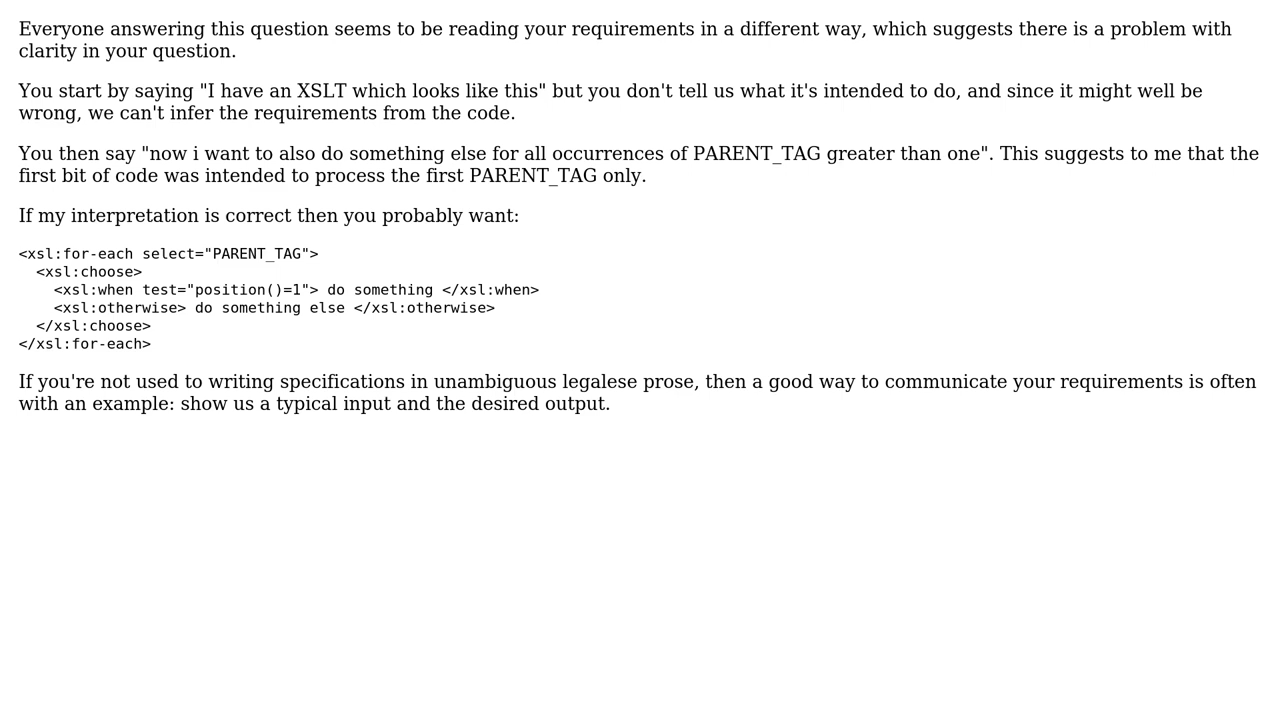 Everyone answering this question seems to be reading your requirements in a different way, which suggests there is a problem with
clarity in your question.
You start by saying "I have an XSLT which looks like this" but you don't tell us what it's intended to do, and since it might well be
wrong, we can't infer the requirements from the code.
You then say "now i want to also do something else for all occurrences of PARENT_TAG greater than one". This suggests to me that the
first bit of code was intended to process the first PARENT_TAG only.
If my interpretation is correct then you probably want:
<xsl:for-each select="PARENT_TAG">
  <xsl:choose>
    <xsl:when test="position()=1"> do something </xsl:when>
    <xsl:otherwise> do something else </xsl:otherwise>
  </xsl:choose>
</xsl:for-each>
If you're not used to writing specifications in unambiguous legalese prose, then a good way to communicate your requirements is often
with an example: show us a typical input and the desired output.